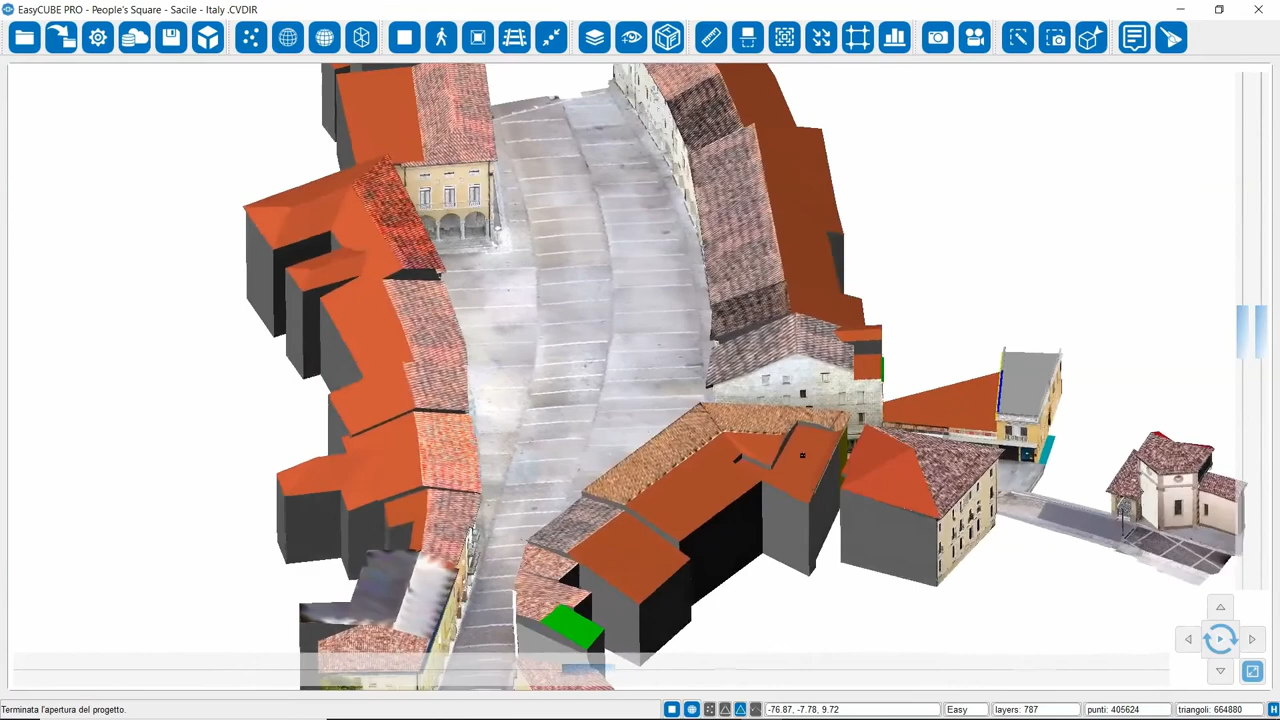 EasyCUBE PRO - People's Square - Sacile - Italy .CVDIR
Terminata l'apertura del progetto.
-76.87, -7.78, 9.72
Easy
layers: 787
punti: 405624
triangoli: 664880
H